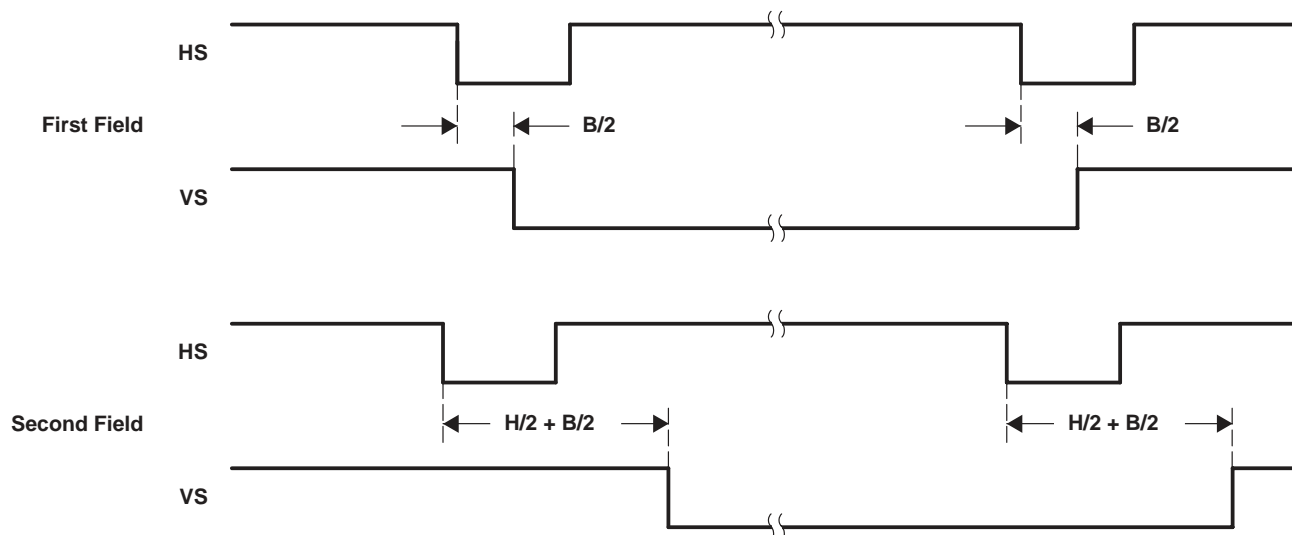 HS
First Field
B/2
B/2
VS
HS
Second Field
H/2 + B/2
H/2 + B/2
VS